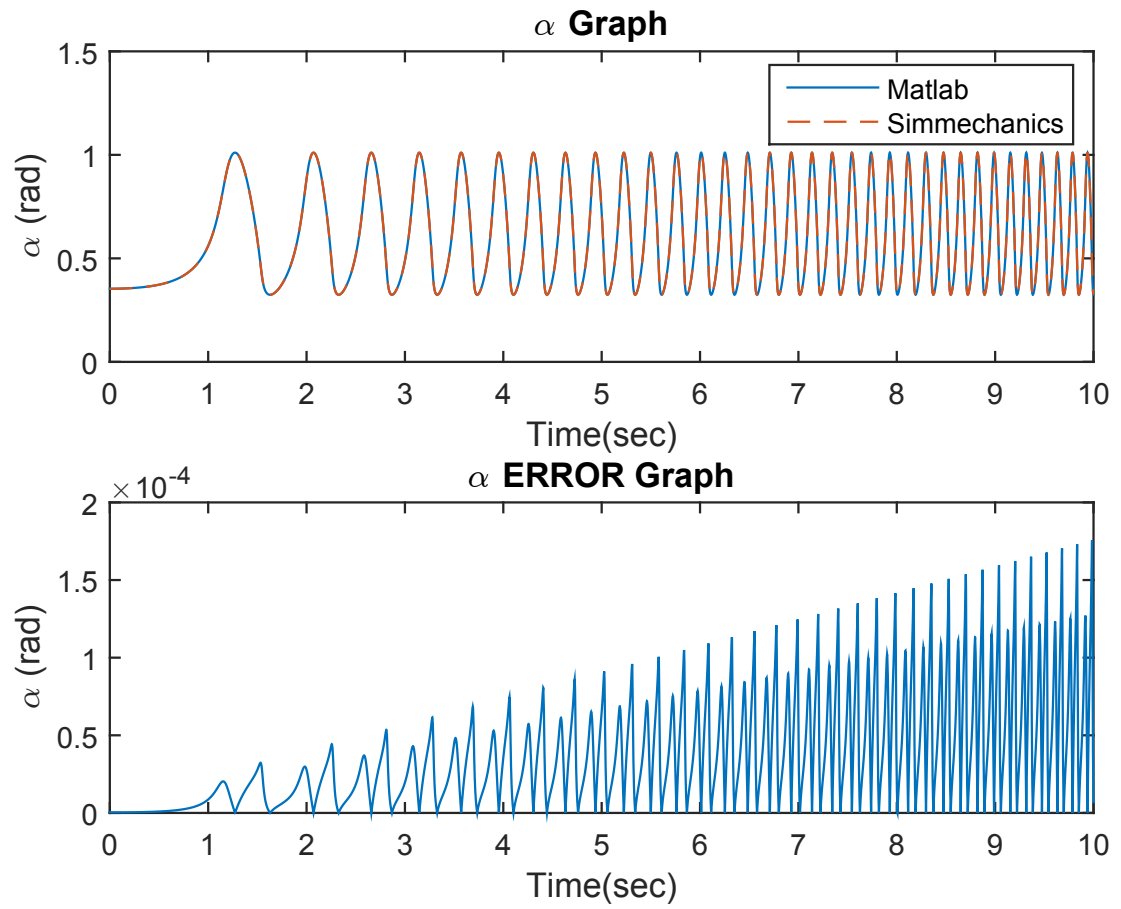 α Graph
1.5
1
0.5
0
α (rad)
Matlab
Simmechanics
0 1 2 3 4 5 6 7 8 9 10
Time(sec)
α ERROR Graph
×10-4
2
1.5
1
0.5
0
α (rad)
0 1 2 3 4 5 6 7 8 9 10
Time(sec)